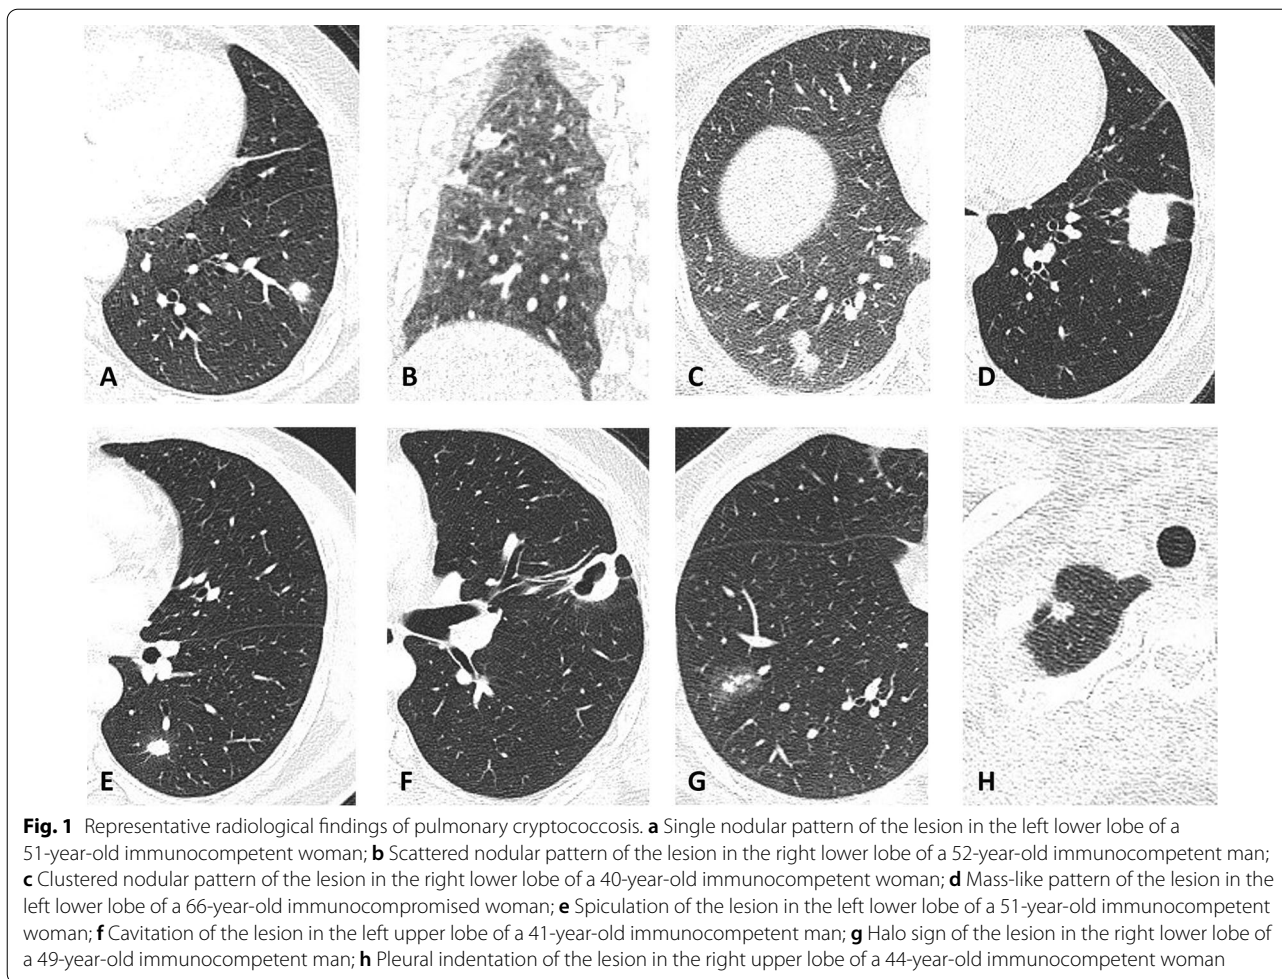 A
B
C
D
E
F
G
H
Fig. 1 Representative radiological findings of pulmonary cryptococcosis. a Single nodular pattern of the lesion in the left lower lobe of a
51-year-old immunocompetent woman; b Scattered nodular pattern of the lesion in the right lower lobe of a 52-year-old immunocompetent man;
c Clustered nodular pattern of the lesion in the right lower lobe of a 40-year-old immunocompetent woman; d Mass-like pattern of the lesion in the
left lower lobe of a 66-year-old immunocompromised woman; e Spiculation of the lesion in the left lower lobe of a 51-year-old immunocompetent
woman; f Cavitation of the lesion in the left upper lobe of a 41-year-old immunocompetent man; g Halo sign of the lesion in the right lower lobe of
a 49-year-old immunocompetent man; h Pleural indentation of the lesion in the right upper lobe of a 44-year-old immunocompetent woman